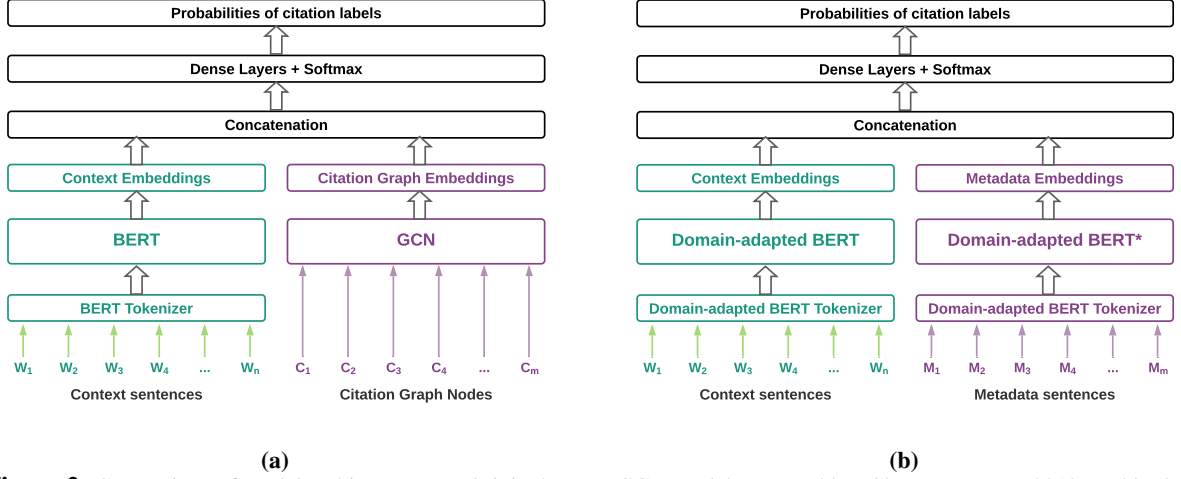 Probabilities of citation labels
Dense Layers + Softmax
Concatenation
Context Embeddings
Citation Graph Embeddings
BERT
GCN
BERT Tokenizer
W1 W2 W3 W4 ... Wn
C1 C2 C3 C4 ... Cm
Context sentences
Citation Graph Nodes
(a)
Probabilities of citation labels
Dense Layers + Softmax
Concatenation
Context Embeddings
Metadata Embeddings
Domain-adapted BERT
Domain-adapted BERT*
Domain-adapted BERT Tokenizer
Domain-adapted BERT Tokenizer
W1 W2 W3 W4 ... Wn
M1 M2 M3 M4 ... Mm
Context sentences
Metadata sentences
(b)